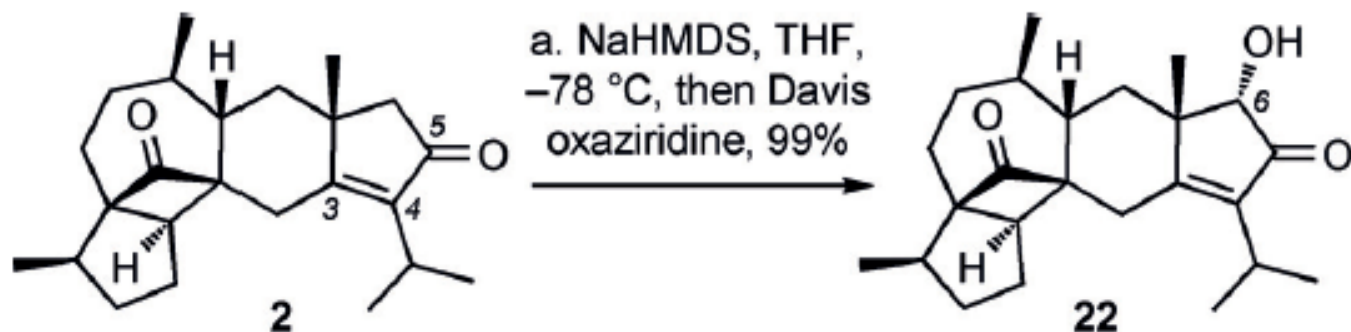 a. NaHMDS, THF,
–78 °C, then Davis
oxaziridine, 99%
H
O
5
O
3
4
H
2
OH
H
6
O
O
H
22